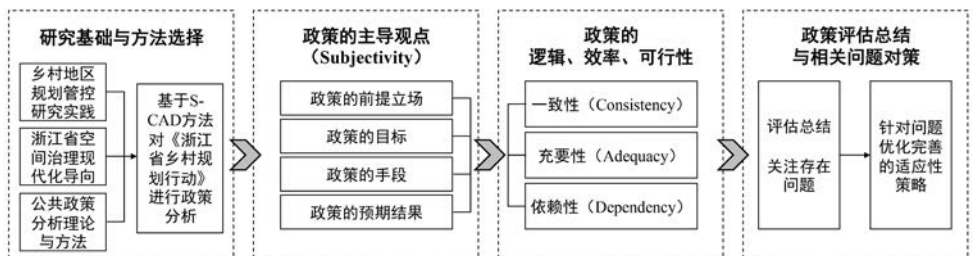 研究基础与方法选择
乡村地区
规划管控
研究实践
浙江省空
间治理现
代化导向
公共政策
分析理论
与方法
基于S-
CAD方法
对《浙江
省乡村规
划行动》
进行政策
分析
政策的主导观点
（Subjectivity）
政策的前提立场
政策的目标
政策的手段
政策的预期结果
政策的
逻辑、效率、可行性
一致性（Consistency）
充要性（Adequacy）
依赖性（Dependency）
政策评估总结
与相关问题对策
评估总结
关注存在
问题
针对问题
优化完善
的适应性
策略